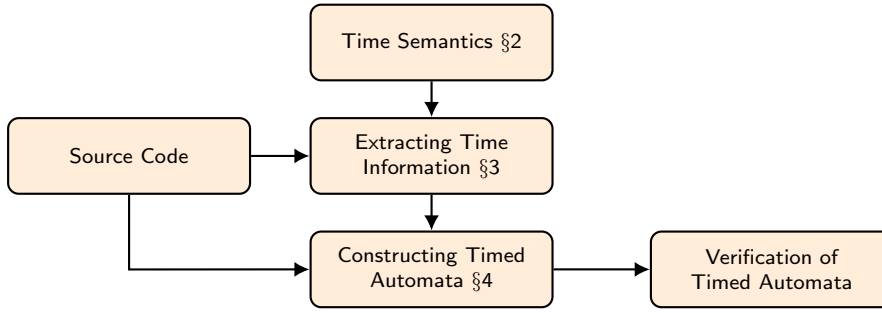 Time Semantics §2
Source Code
Extracting Time
Information §3
Constructing Timed
Automata §4
Verification of
Timed Automata